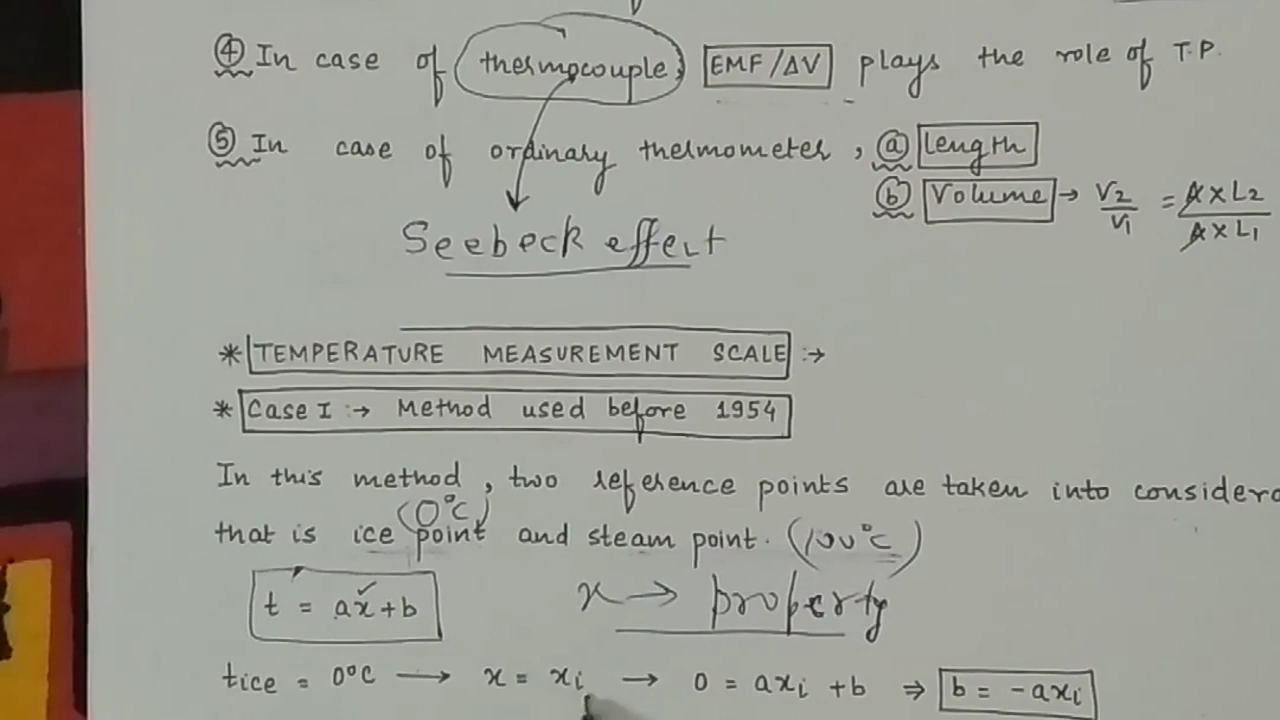 ④ In case of thermocouple, EMF/ΔV plays the role of T.P.
⑤ In case of ordinary thermometer, ⓐ Length
ⓑ Volume → V₂/V₁ = A×L₂/A×L₁
Seebeck effect
* TEMPERATURE MEASUREMENT SCALE :→
* Case I :→ Method used before 1954
In this method, two reference points are taken into considera
(0°C)
that is ice point and steam point. (100°C)
t = ax + b x → property
tice = 0°C → x = xi → 0 = axi + b ⇒ b = -axi